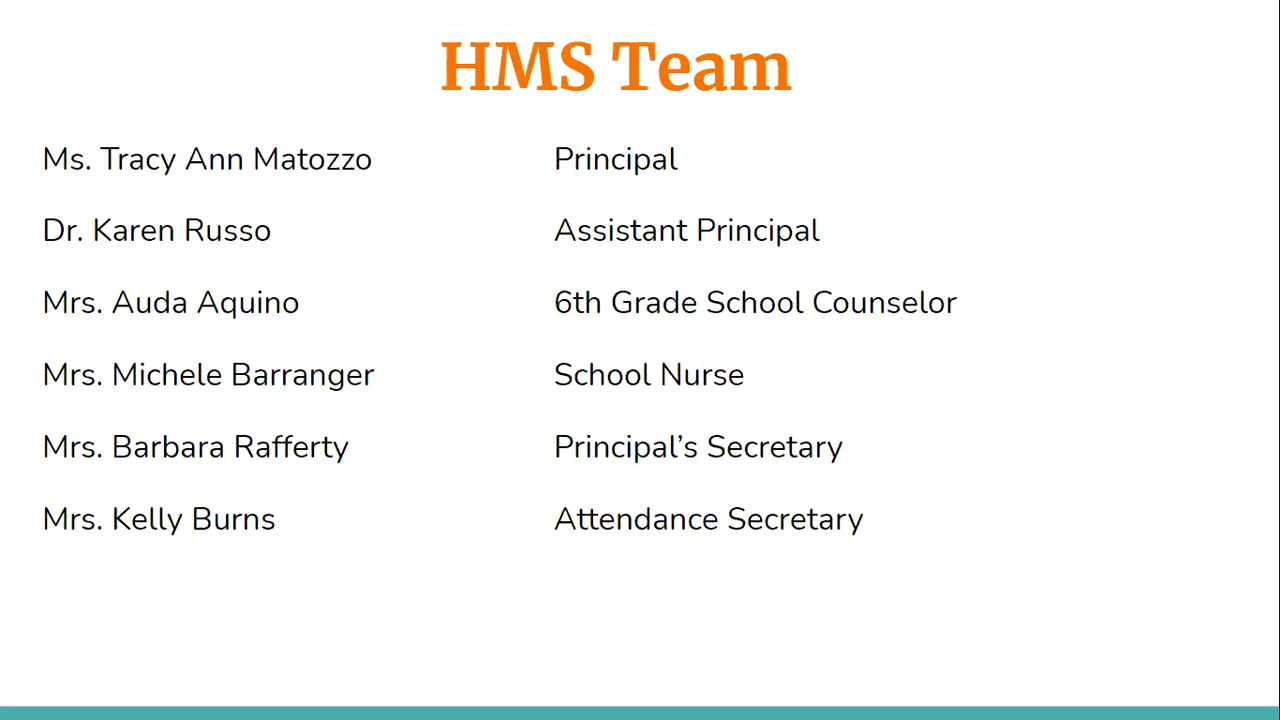 HMS Team
Ms. Tracy Ann Matozzo Principal
Dr. Karen Russo Assistant Principal
Mrs. Auda Aquino 6th Grade School Counselor
Mrs. Michele Barranger School Nurse
Mrs. Barbara Rafferty Principal’s Secretary
Mrs. Kelly Burns Attendance Secretary